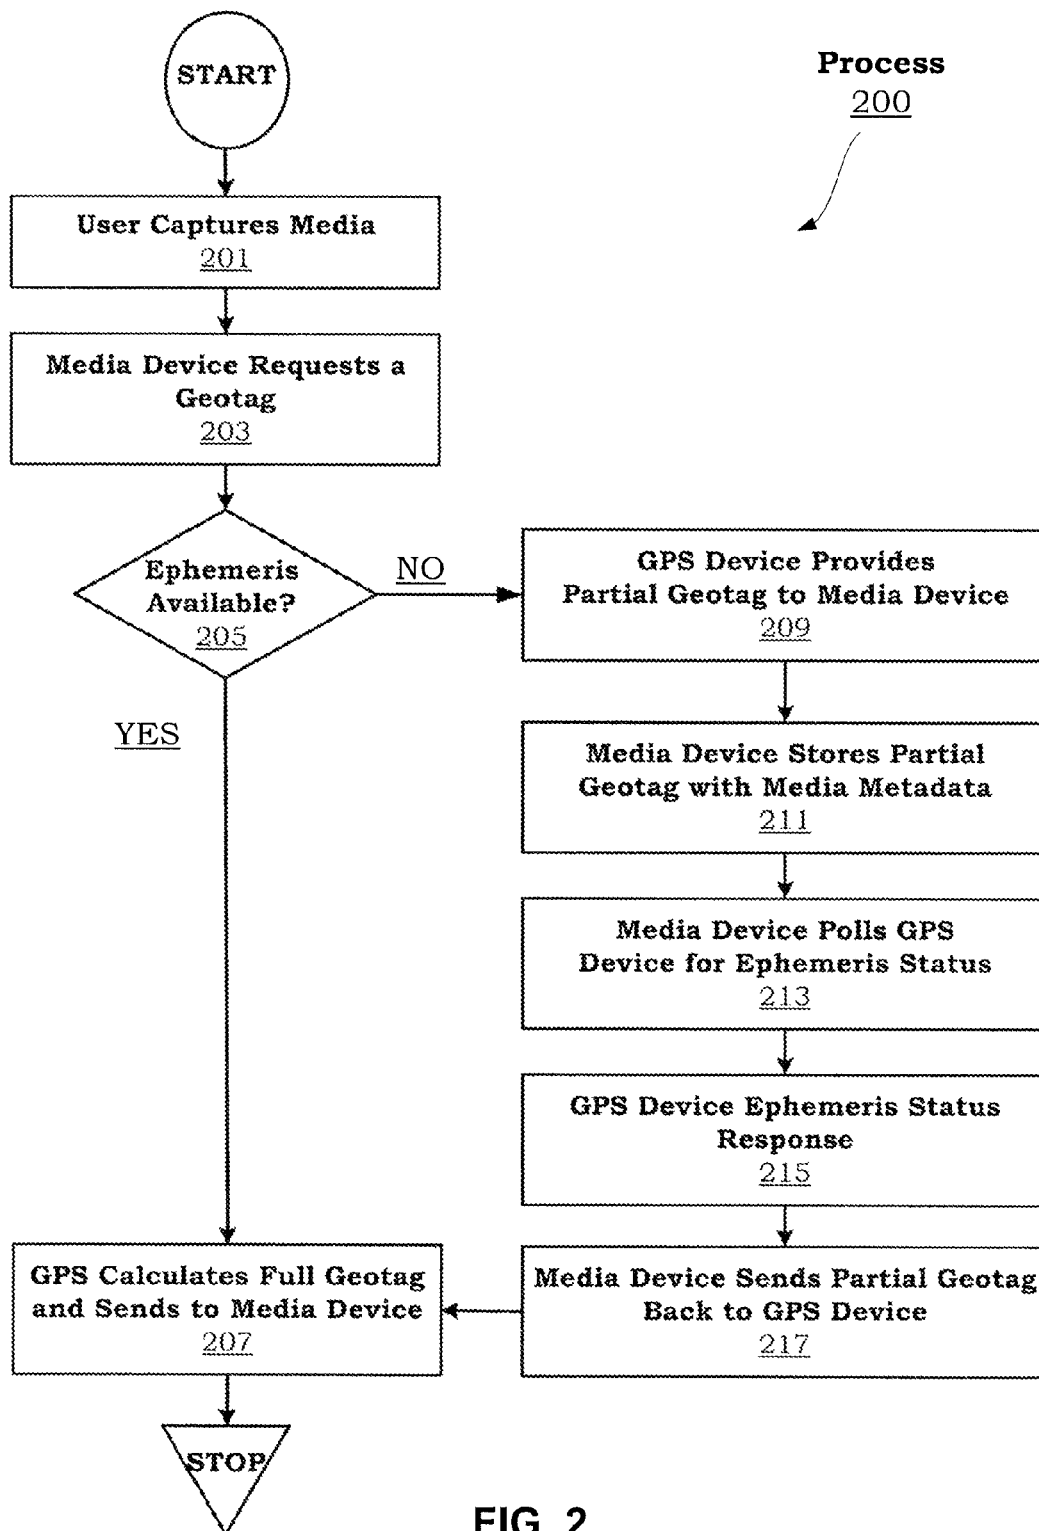 START
Process
200
User Captures Media
201
Media Device Requests a
Geotag
203
Ephemeris
Available?
205
NO
YES
GPS Device Provides
Partial Geotag to Media Device
209
Media Device Stores Partial
Geotag with Media Metadata
211
Media Device Polls GPS
Device for Ephemeris Status
213
GPS Device Ephemeris Status
Response
215
Media Device Sends Partial Geotag
Back to GPS Device
217
GPS Calculates Full Geotag
and Sends to Media Device
207
STOP
FIG. 2